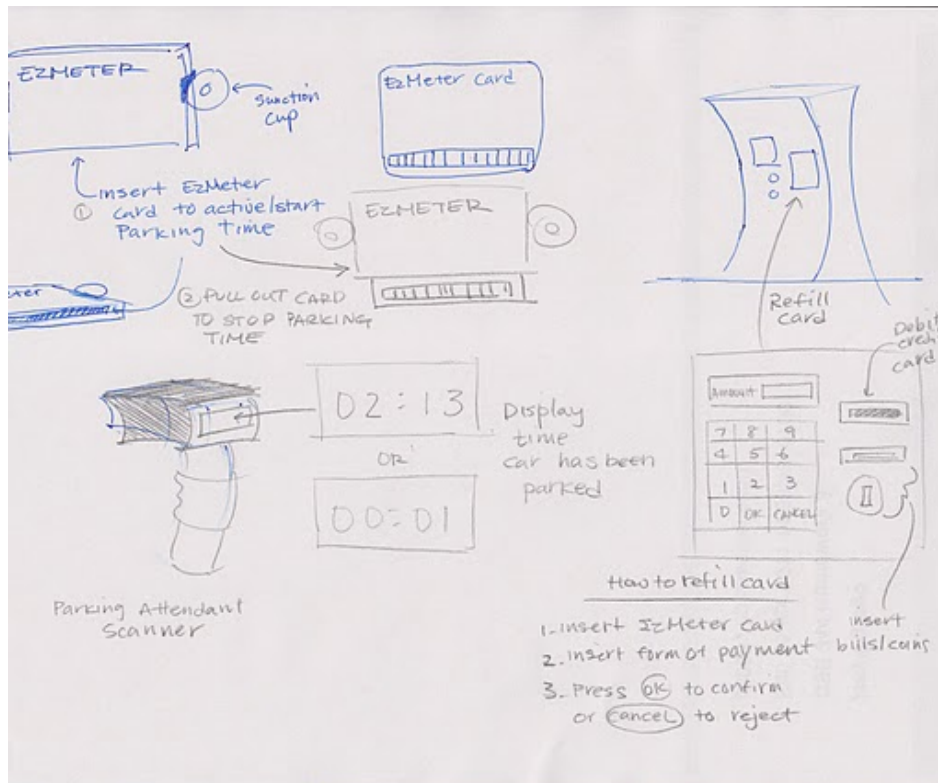 EZMETER
suction
cup
EzMeter Card
Insert EzMeter
① card to active/start
Parking time
EZMETER
② PULL OUT CARD
TO STOP PARKING
TIME
Refill
card
Debit
card
02:13
OR
00:01
Display
time
car has been
parked
Amount
7 8 9
4 5 6
1 2 3
0 OK CANCEL
Parking Attendant
Scanner
How to refill card
1. insert EzMeter card
2. insert form of payment
3. Press OK to confirm
or cancel to reject
insert
bills/coins